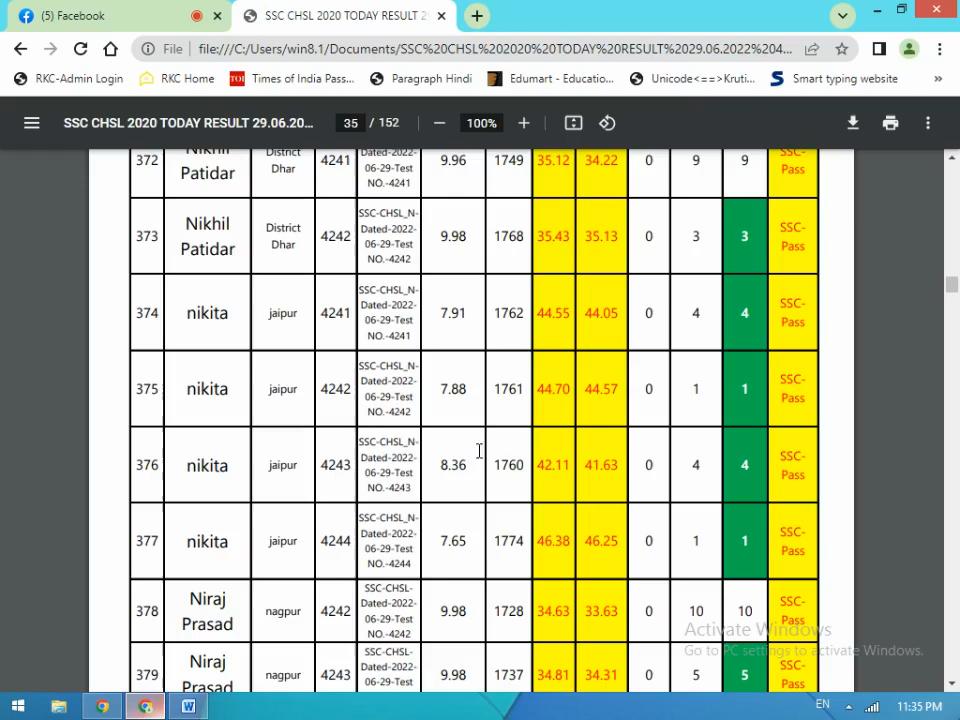 (5) Facebook
SSC CHSL 2020 TODAY RESULT 2
File file:///C:/Users/win8.1/Documents/SSC%20CHSL%202020%20TODAY%20RESULT%2029.06.2022%204...
RKC-Admin Login RKC Home TOI Times of India Pass... Paragraph Hindi Edumart - Educatio... Unicode<==>Kruti... Smart typing website »
SSC CHSL 2020 TODAY RESULT 29.06.20... 35 / 152 100%
372 Nikhil Patidar District Dhar 4241 Dated-2022-06-29-Test NO.-4241 9.96 1749 35.12 34.22 0 9 9 SSC-Pass
373 Nikhil Patidar District Dhar 4242 SSC-CHSL_N-Dated-2022-06-29-Test NO.-4242 9.98 1768 35.43 35.13 0 3 3 SSC-Pass
374 nikita jaipur 4241 SSC-CHSL_N-Dated-2022-06-29-Test NO.-4241 7.91 1762 44.55 44.05 0 4 4 SSC-Pass
375 nikita jaipur 4242 SSC-CHSL_N-Dated-2022-06-29-Test NO.-4242 7.88 1761 44.70 44.57 0 1 1 SSC-Pass
376 nikita jaipur 4243 SSC-CHSL_N-Dated-2022-06-29-Test NO.-4243 8.36 1760 42.11 41.63 0 4 4 SSC-Pass
377 nikita jaipur 4244 SSC-CHSL_N-Dated-2022-06-29-Test NO.-4244 7.65 1774 46.38 46.25 0 1 1 SSC-Pass
378 Niraj Prasad nagpur 4242 SSC-CHSL-Dated-2022-06-29-Test NO.-4242 9.98 1728 34.63 33.63 0 10 10 SSC-Pass
379 Niraj Prasad nagpur 4243 SSC-CHSL-Dated-2022-06-29-Test 9.98 1737 34.81 34.31 0 5 5 SSC-Pass
Activate Windows
Go to PC settings to activate Windows.
EN 11:35 PM